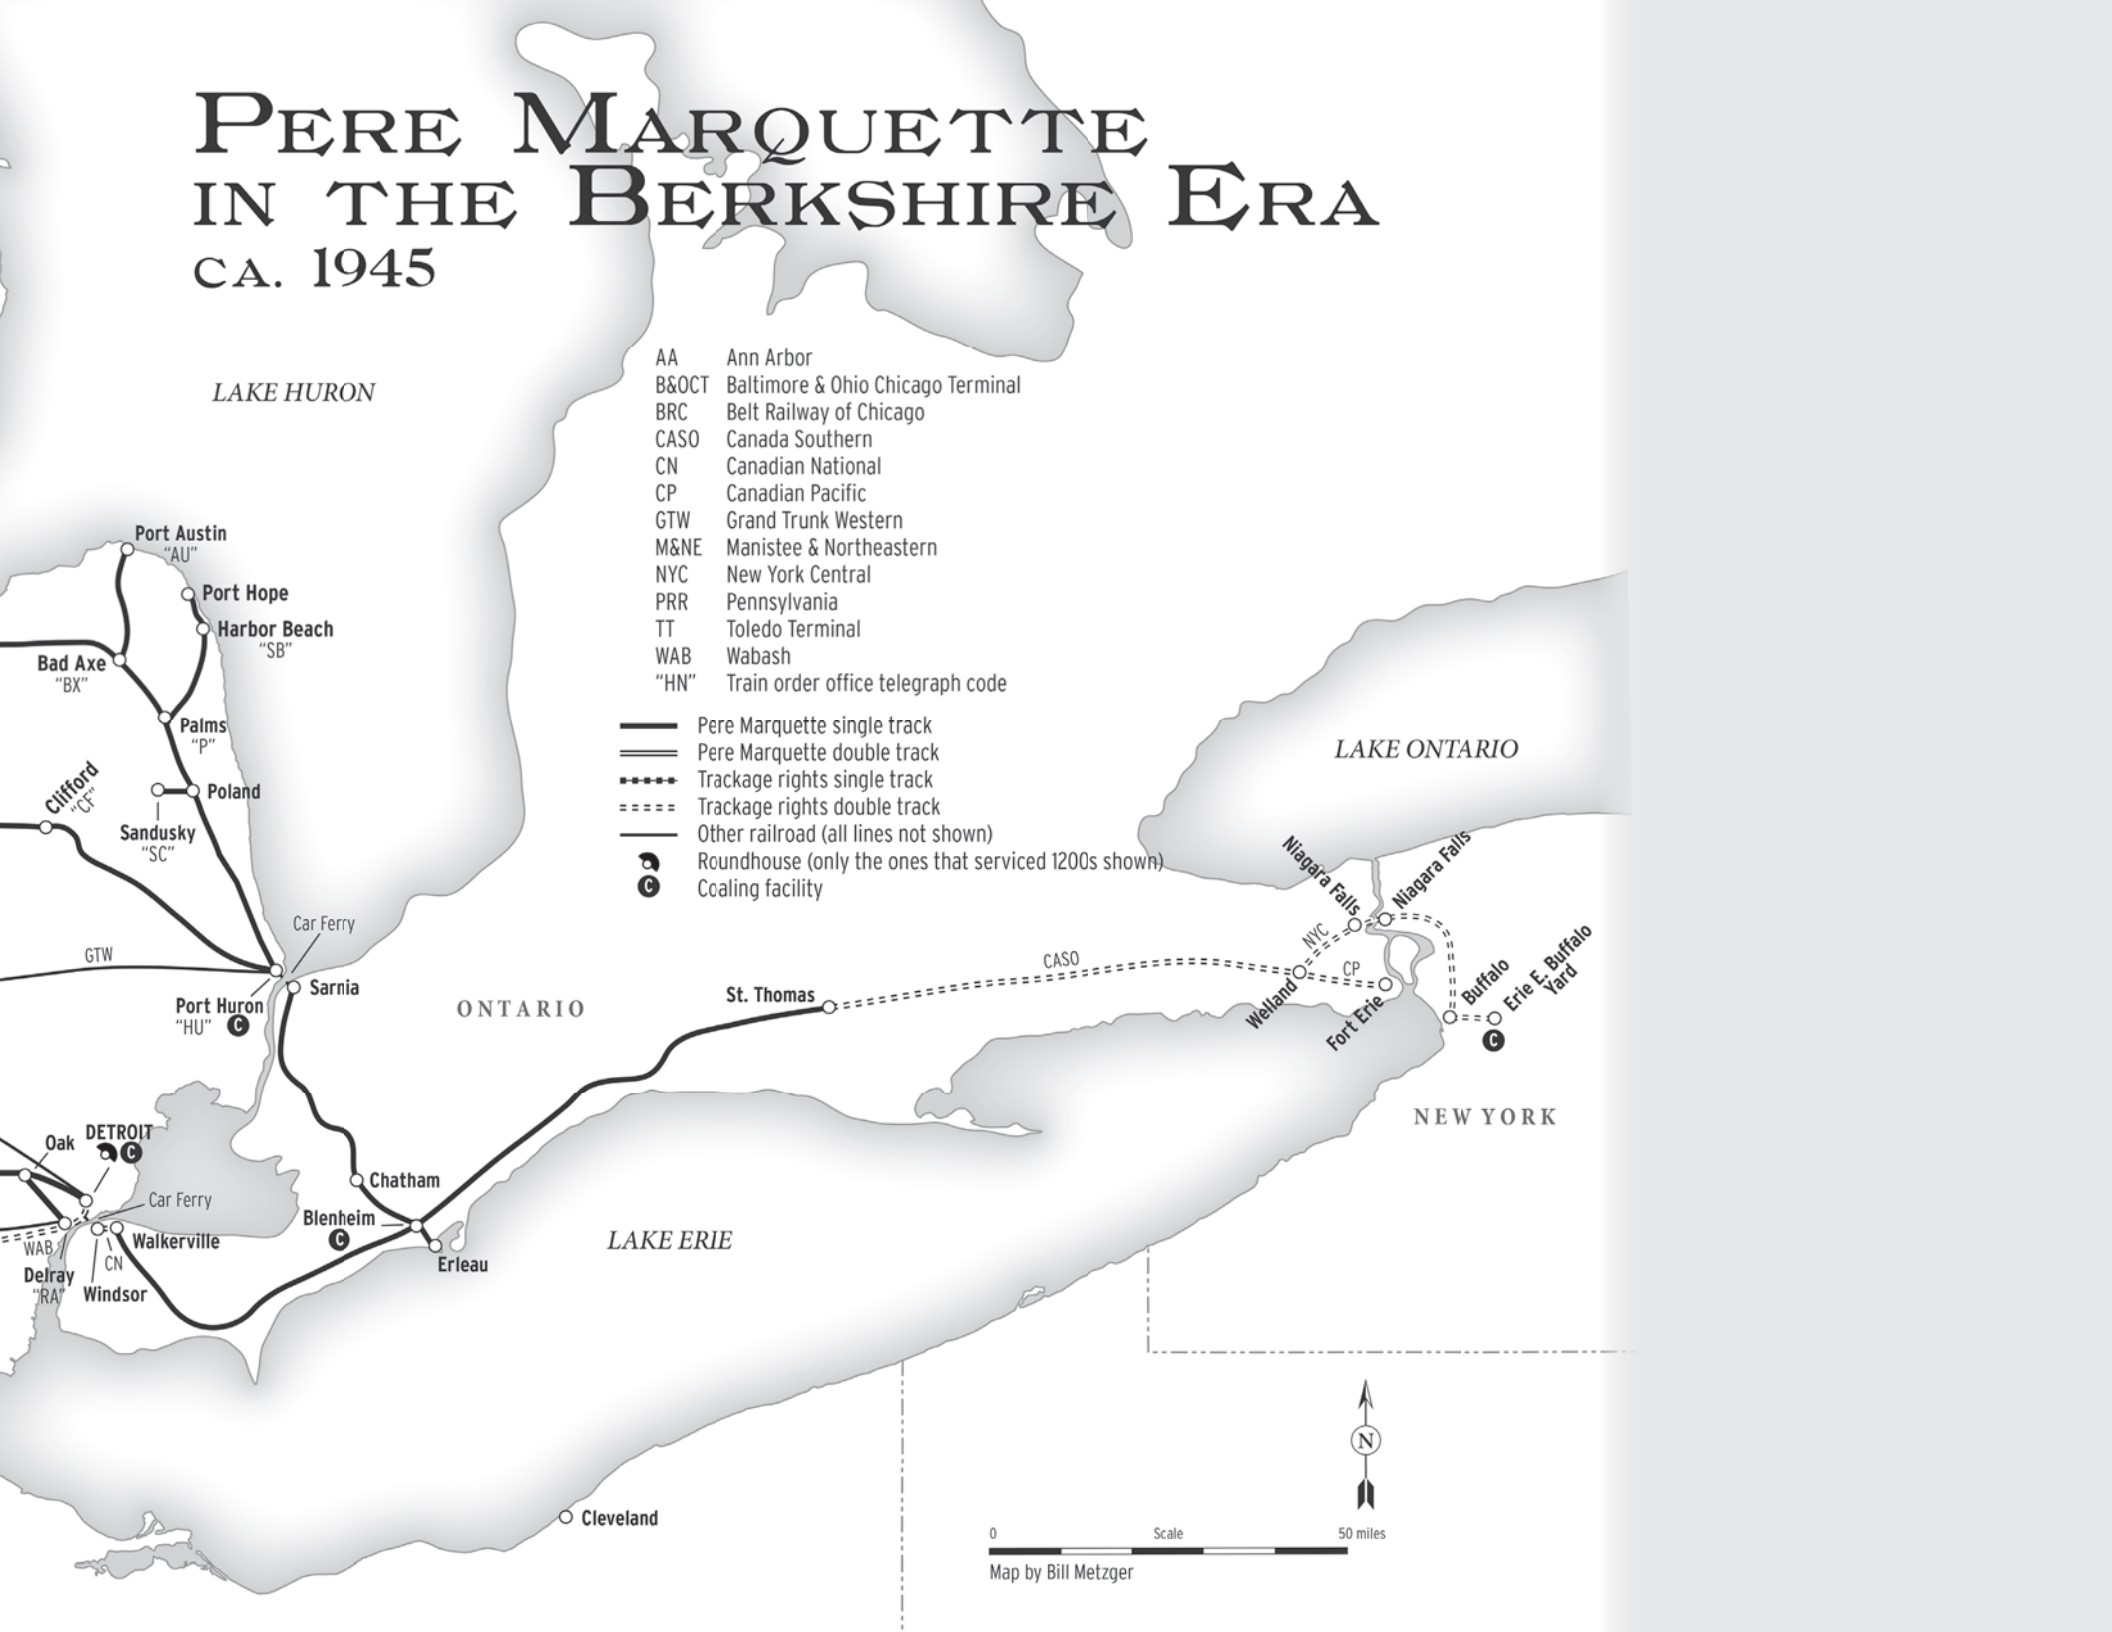 PERE MARQUETTE
IN THE BERKSHIRE ERA
CA. 1945
LAKE HURON
AA Ann Arbor
B&OCT Baltimore & Ohio Chicago Terminal
BRC Belt Railway of Chicago
CASO Canada Southern
CN Canadian National
CP Canadian Pacific
GTW Grand Trunk Western
M&NE Manistee & Northeastern
NYC New York Central
PRR Pennsylvania
TT Toledo Terminal
WAB Wabash
“HN” Train order office telegraph code
Pere Marquette single track
Pere Marquette double track
Trackage rights single track
Trackage rights double track
Other railroad (all lines not shown)
Roundhouse (only the ones that serviced 1200s shown)
C Coaling facility
Port Austin
“AU”
Port Hope
Harbor Beach
“SB”
Bad Axe
“BX”
Palms
“P”
Clifford
“CF”
Poland
Sandusky
“SC”
Car Ferry
GTW
Port Huron
“HU” C
Sarnia
ONTARIO
St. Thomas
CASO
LAKE ONTARIO
Niagara Falls
Niagara Falls
NYC
CP
Welland
Fort Erie
Buffalo
Erie E. Buffalo
Yard
C
NEW YORK
Oak
DETROIT
C
Car Ferry
Chatham
Blenheim
C
Erleau
Walkerville
WAB
CN
Delray
“RA”
Windsor
LAKE ERIE
Cleveland
N
0 Scale 50 miles
Map by Bill Metzger